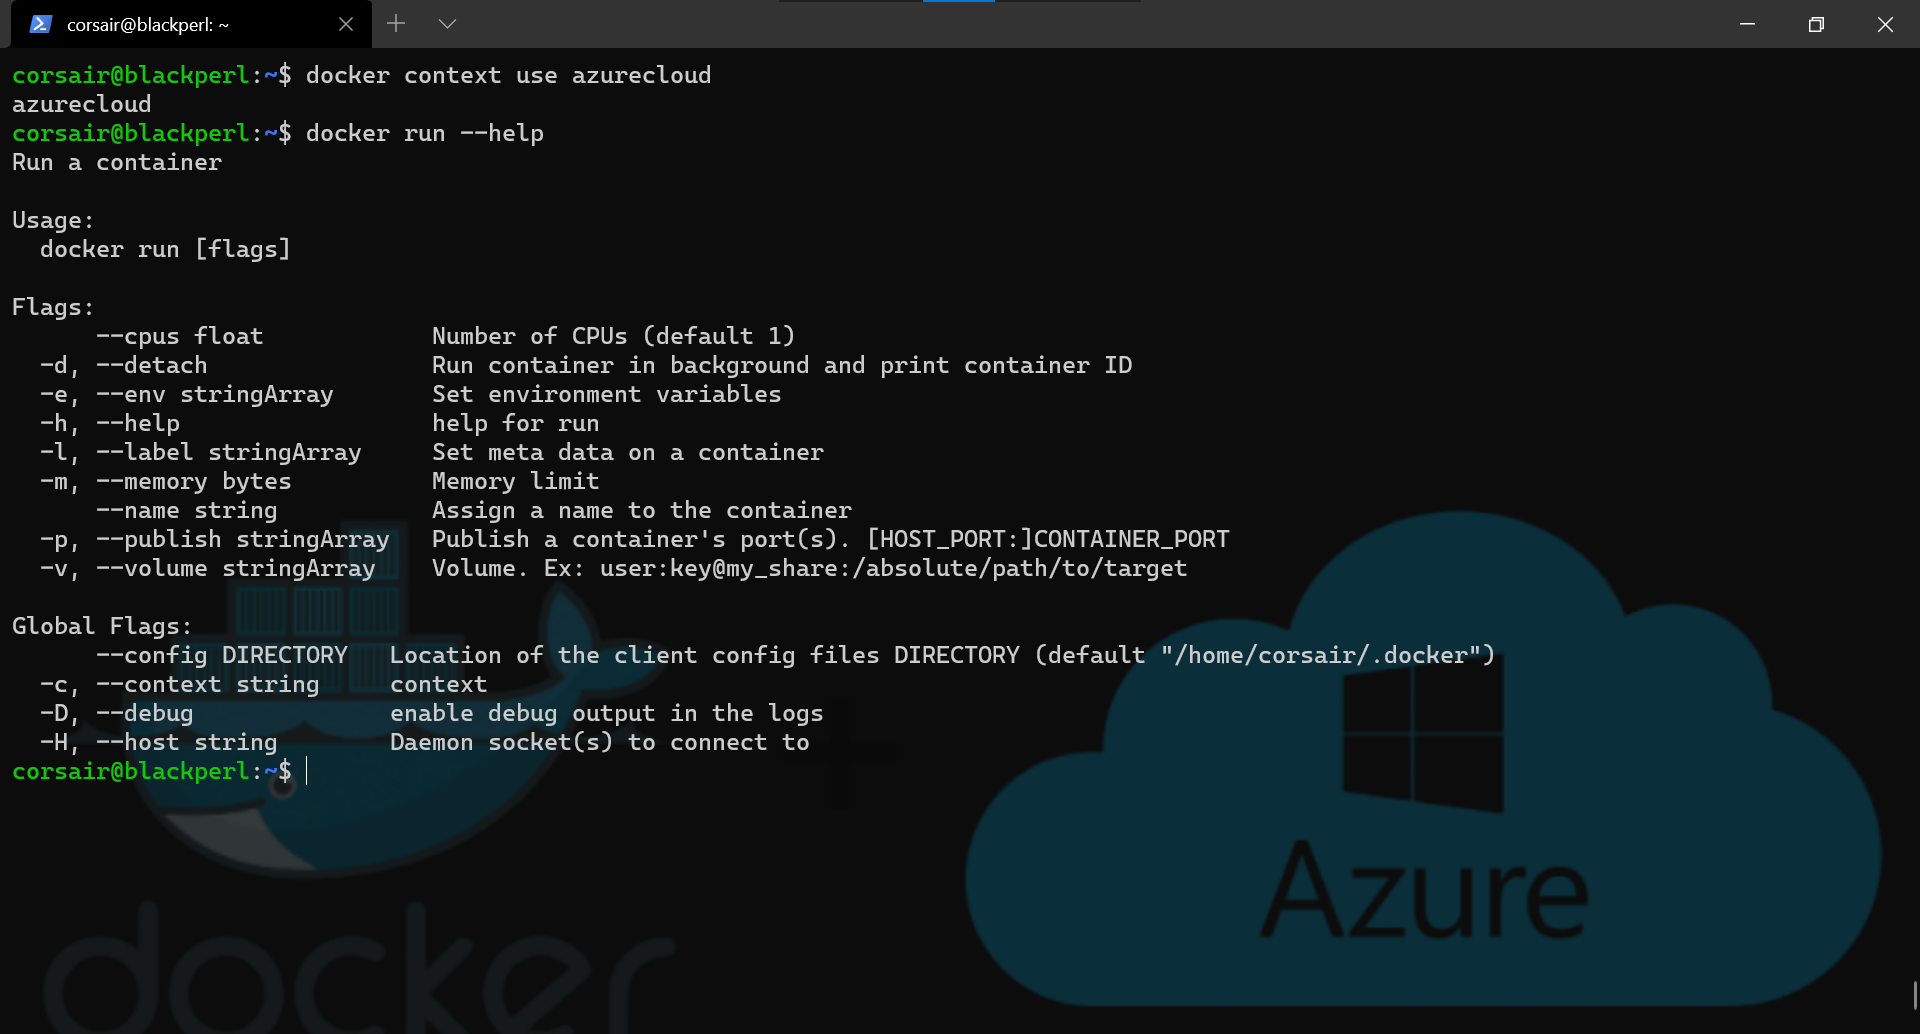 corsair@blackperl: ~
corsair@blackperl:~$ docker context use azurecloud
azurecloud
corsair@blackperl:~$ docker run --help
Run a container

Usage:
  docker run [flags]

Flags:
      --cpus float            Number of CPUs (default 1)
  -d, --detach                Run container in background and print container ID
  -e, --env stringArray       Set environment variables
  -h, --help                  help for run
  -l, --label stringArray     Set meta data on a container
  -m, --memory bytes          Memory limit
      --name string           Assign a name to the container
  -p, --publish stringArray   Publish a container's port(s). [HOST_PORT:]CONTAINER_PORT
  -v, --volume stringArray    Volume. Ex: user:key@my_share:/absolute/path/to/target

Global Flags:
      --config DIRECTORY   Location of the client config files DIRECTORY (default "/home/corsair/.docker")
  -c, --context string     context
  -D, --debug              enable debug output in the logs
  -H, --host string        Daemon socket(s) to connect to
corsair@blackperl:~$
Azure
docker